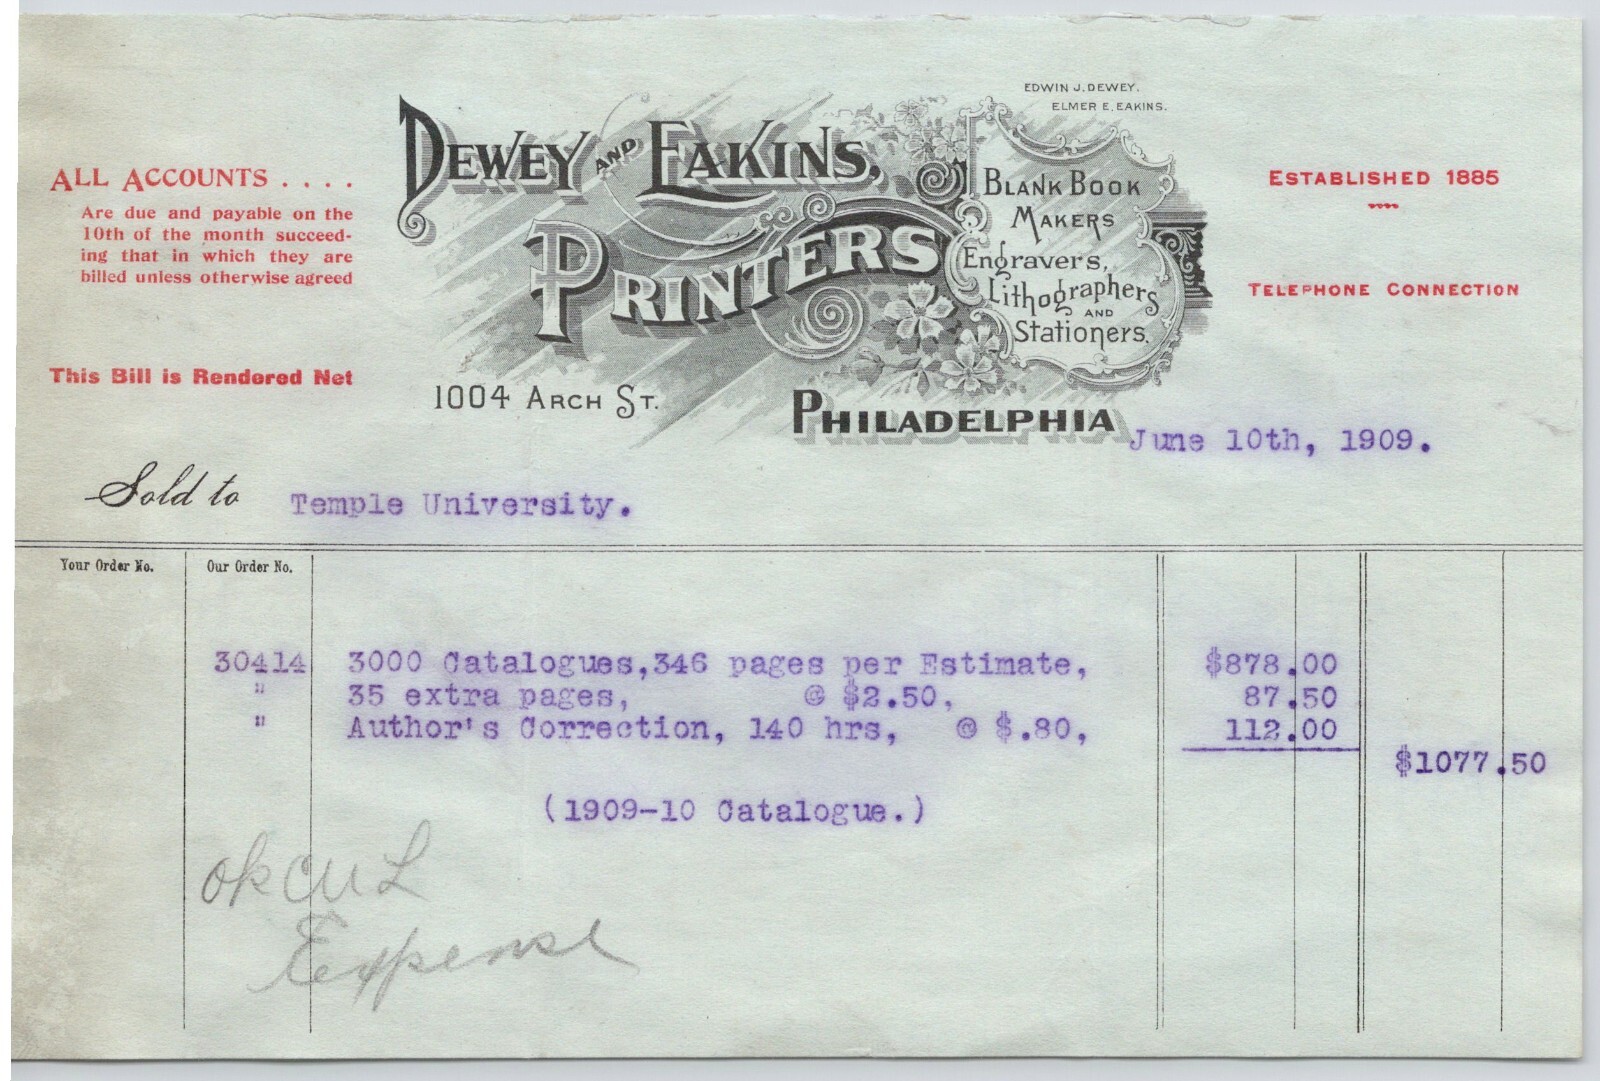 EDWIN J. DEWEY.
ELMER E. EAKINS.
DEWEY AND EAKINS,
PRINTERS
BLANK BOOK
MAKERS
Engravers,
Lithographers
AND
Stationers.
ALL ACCOUNTS . . . .
Are due and payable on the
10th of the month succeed-
ing that in which they are
billed unless otherwise agreed
This Bill is Rendered Net
ESTABLISHED 1885
TELEPHONE CONNECTION
1004 ARCH ST.
PHILADELPHIA
June 10th, 1909.
Sold to Temple University.
Your Order No. Our Order No.
30414 3000 Catalogues,346 pages per Estimate, $878.00
" 35 extra pages, @ $2.50, 87.50
" Author's Correction, 140 hrs, @ $.80, 112.00
$1077.50
(1909-10 Catalogue.)
ok
Expense